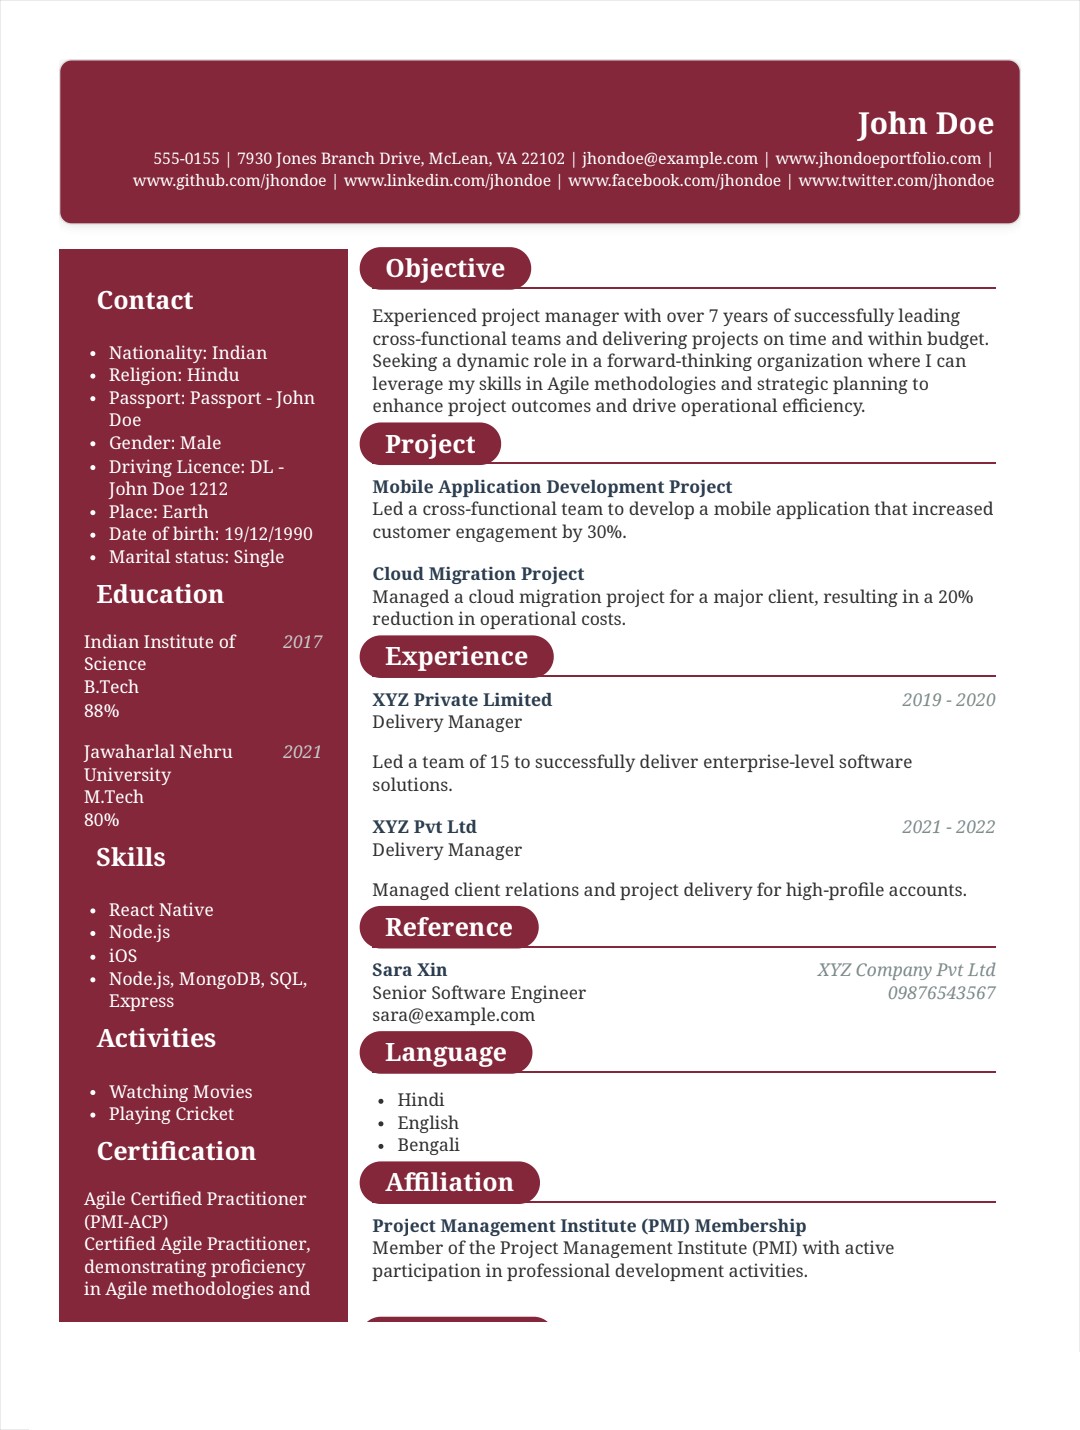 John Doe
555-0155 | 7930 Jones Branch Drive, McLean, VA 22102 | jhondoe@example.com | www.jhondoeportfolio.com |
www.github.com/jhondoe | www.linkedin.com/jhondoe | www.facebook.com/jhondoe | www.twitter.com/jhondoe
Contact
• Nationality: Indian
• Religion: Hindu
• Passport: Passport - John
Doe
• Gender: Male
• Driving Licence: DL -
John Doe 1212
• Place: Earth
• Date of birth: 19/12/1990
• Marital status: Single
Education
Indian Institute of 2017
Science
B.Tech
88%
Jawaharlal Nehru 2021
University
M.Tech
80%
Skills
• React Native
• Node.js
• iOS
• Node.js, MongoDB, SQL,
Express
Activities
• Watching Movies
• Playing Cricket
Certification
Agile Certified Practitioner
(PMI-ACP)
Certified Agile Practitioner,
demonstrating proficiency
in Agile methodologies and
Objective
Experienced project manager with over 7 years of successfully leading
cross-functional teams and delivering projects on time and within budget.
Seeking a dynamic role in a forward-thinking organization where I can
leverage my skills in Agile methodologies and strategic planning to
enhance project outcomes and drive operational efficiency.
Project
Mobile Application Development Project
Led a cross-functional team to develop a mobile application that increased
customer engagement by 30%.
Cloud Migration Project
Managed a cloud migration project for a major client, resulting in a 20%
reduction in operational costs.
Experience
XYZ Private Limited 2019 - 2020
Delivery Manager
Led a team of 15 to successfully deliver enterprise-level software
solutions.
XYZ Pvt Ltd 2021 - 2022
Delivery Manager
Managed client relations and project delivery for high-profile accounts.
Reference
Sara Xin XYZ Company Pvt Ltd
Senior Software Engineer 09876543567
sara@example.com
Language
• Hindi
• English
• Bengali
Affiliation
Project Management Institute (PMI) Membership
Member of the Project Management Institute (PMI) with active
participation in professional development activities.